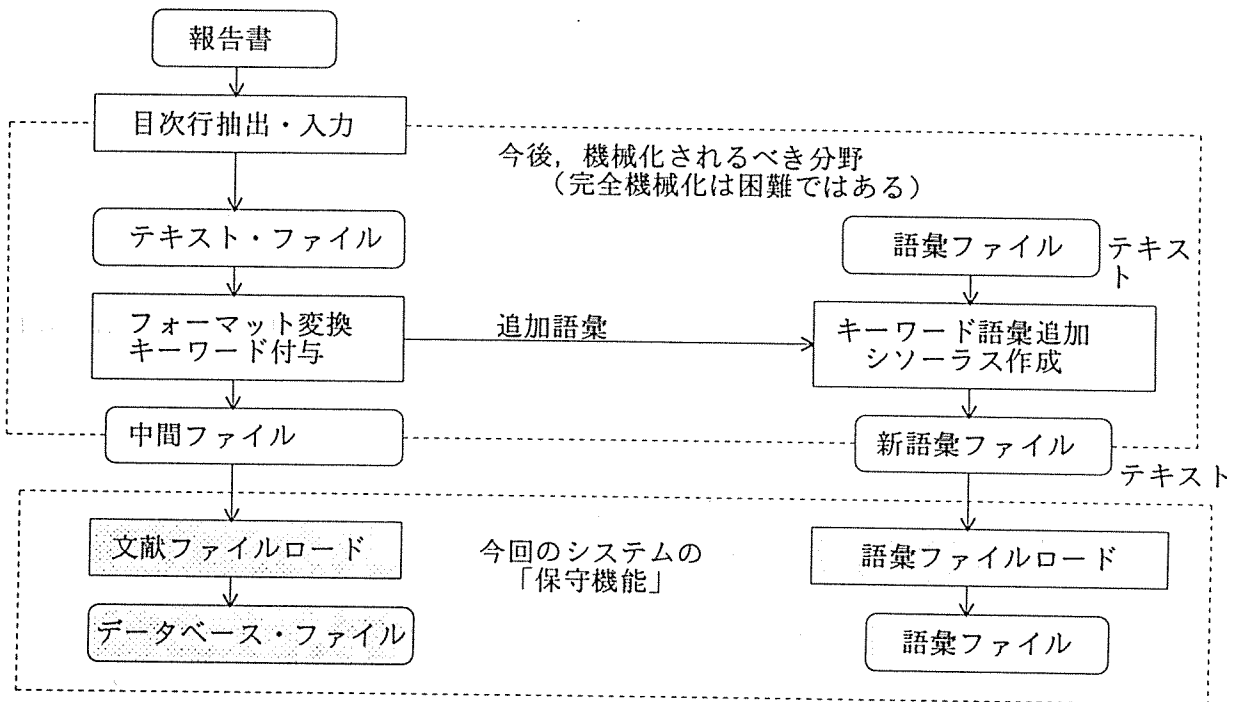 報告書
目次行抽出・入力
今後，機械化されるべき分野
（完全機械化は困難ではある）
テキスト・ファイル
語彙ファイル
テキス
ト
フォーマット変換
キーワード付与
追加語彙
キーワード語彙追加
シソーラス作成
中間ファイル
新語彙ファイル
テキスト
文献ファイルロード
今回のシステムの
「保守機能」
語彙ファイルロード
データベース・ファイル
語彙ファイル